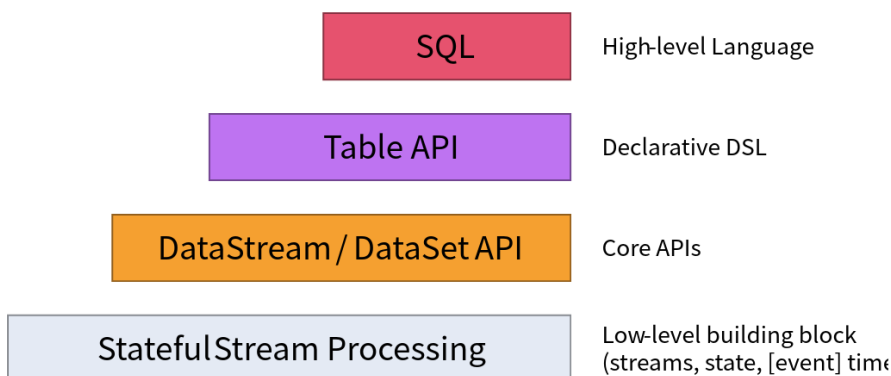 SQL
High-level Language
Table API
Declarative DSL
DataStream / DataSet API
Core APIs
Stateful Stream Processing
Low-level building block
(streams, state, [event]